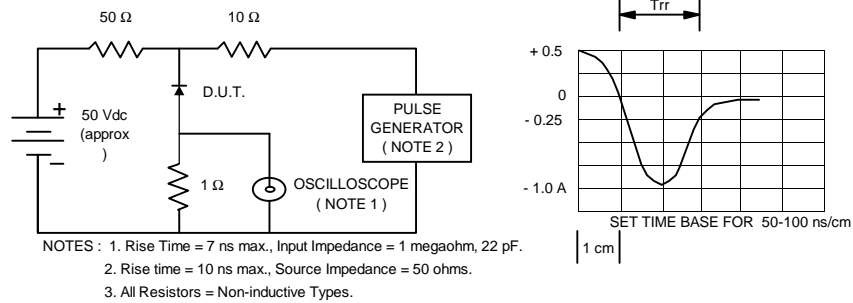 50 Ω
10 Ω
D.U.T.
+
50 Vdc
(approx
)
−
1 Ω
OSCILLOSCOPE
( NOTE 1 )
PULSE
GENERATOR
( NOTE 2 )
Trr
+ 0.5
0
- 0.25
- 1.0 A
SET TIME BASE FOR 50-100 ns/cm
1 cm
NOTES : 1. Rise Time = 7 ns max., Input Impedance = 1 megaohm, 22 pF.
2. Rise time = 10 ns max., Source Impedance = 50 ohms.
3. All Resistors = Non-inductive Types.